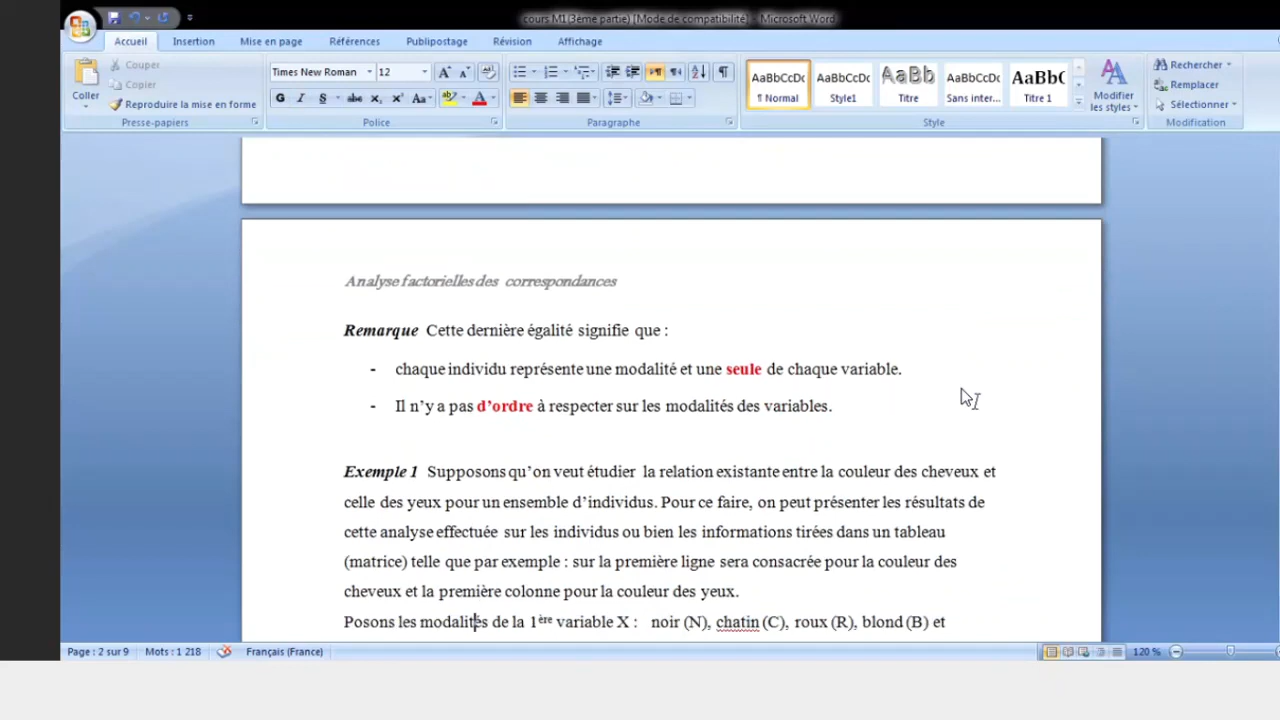 cours M1(3ème partie) [Mode de compatibilité] - Microsoft Word
Accueil Insertion Mise en page Références Publipostage Révision Affichage
Coller
Couper
Copier
Reproduire la mise en forme
Presse-papiers
Times New Roman 12
G I S abc X₂ X² Aa
Police
Paragraphe
AaBbCcDc AaBbCcDc AaBb AaBbCcDc AaBbC
¶ Normal Style1 Titre Sans inter... Titre 1
Modifier les styles
Style
Rechercher
Remplacer
Sélectionner
Modification
Analyse factorielles des correspondances
Remarque Cette dernière égalité signifie que :
- chaque individu représente une modalité et une seule de chaque variable.
- Il n’y a pas d’ordre à respecter sur les modalités des variables.
Exemple 1 Supposons qu’on veut étudier la relation existante entre la couleur des cheveux et
celle des yeux pour un ensemble d’individus. Pour ce faire, on peut présenter les résultats de
cette analyse effectuée sur les individus ou bien les informations tirées dans un tableau
(matrice) telle que par exemple : sur la première ligne sera consacrée pour la couleur des
cheveux et la première colonne pour la couleur des yeux.
Posons les modalités de la 1ère variable X : noir (N), chatin (C), roux (R), blond (B) et
Page : 2 sur 9 Mots : 1 218 Français (France) 120 %